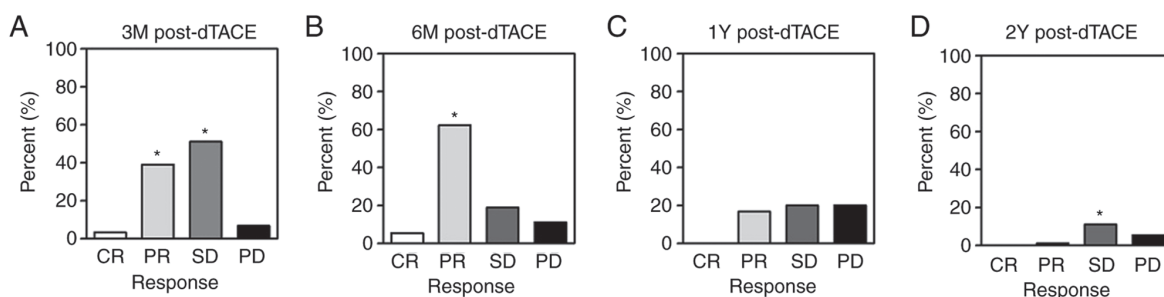 A 3M post-dTACE
100
80
60
40
20
0
Percent (%)
* *
CR PR SD PD
Response
B 6M post-dTACE
100
80
60
40
20
0
Percent (%)
*
CR PR SD PD
Response
C 1Y post-dTACE
100
80
60
40
20
0
Percent (%)
CR PR SD PD
Response
D 2Y post-dTACE
100
80
60
40
20
0
Percent (%)
*
CR PR SD PD
Response